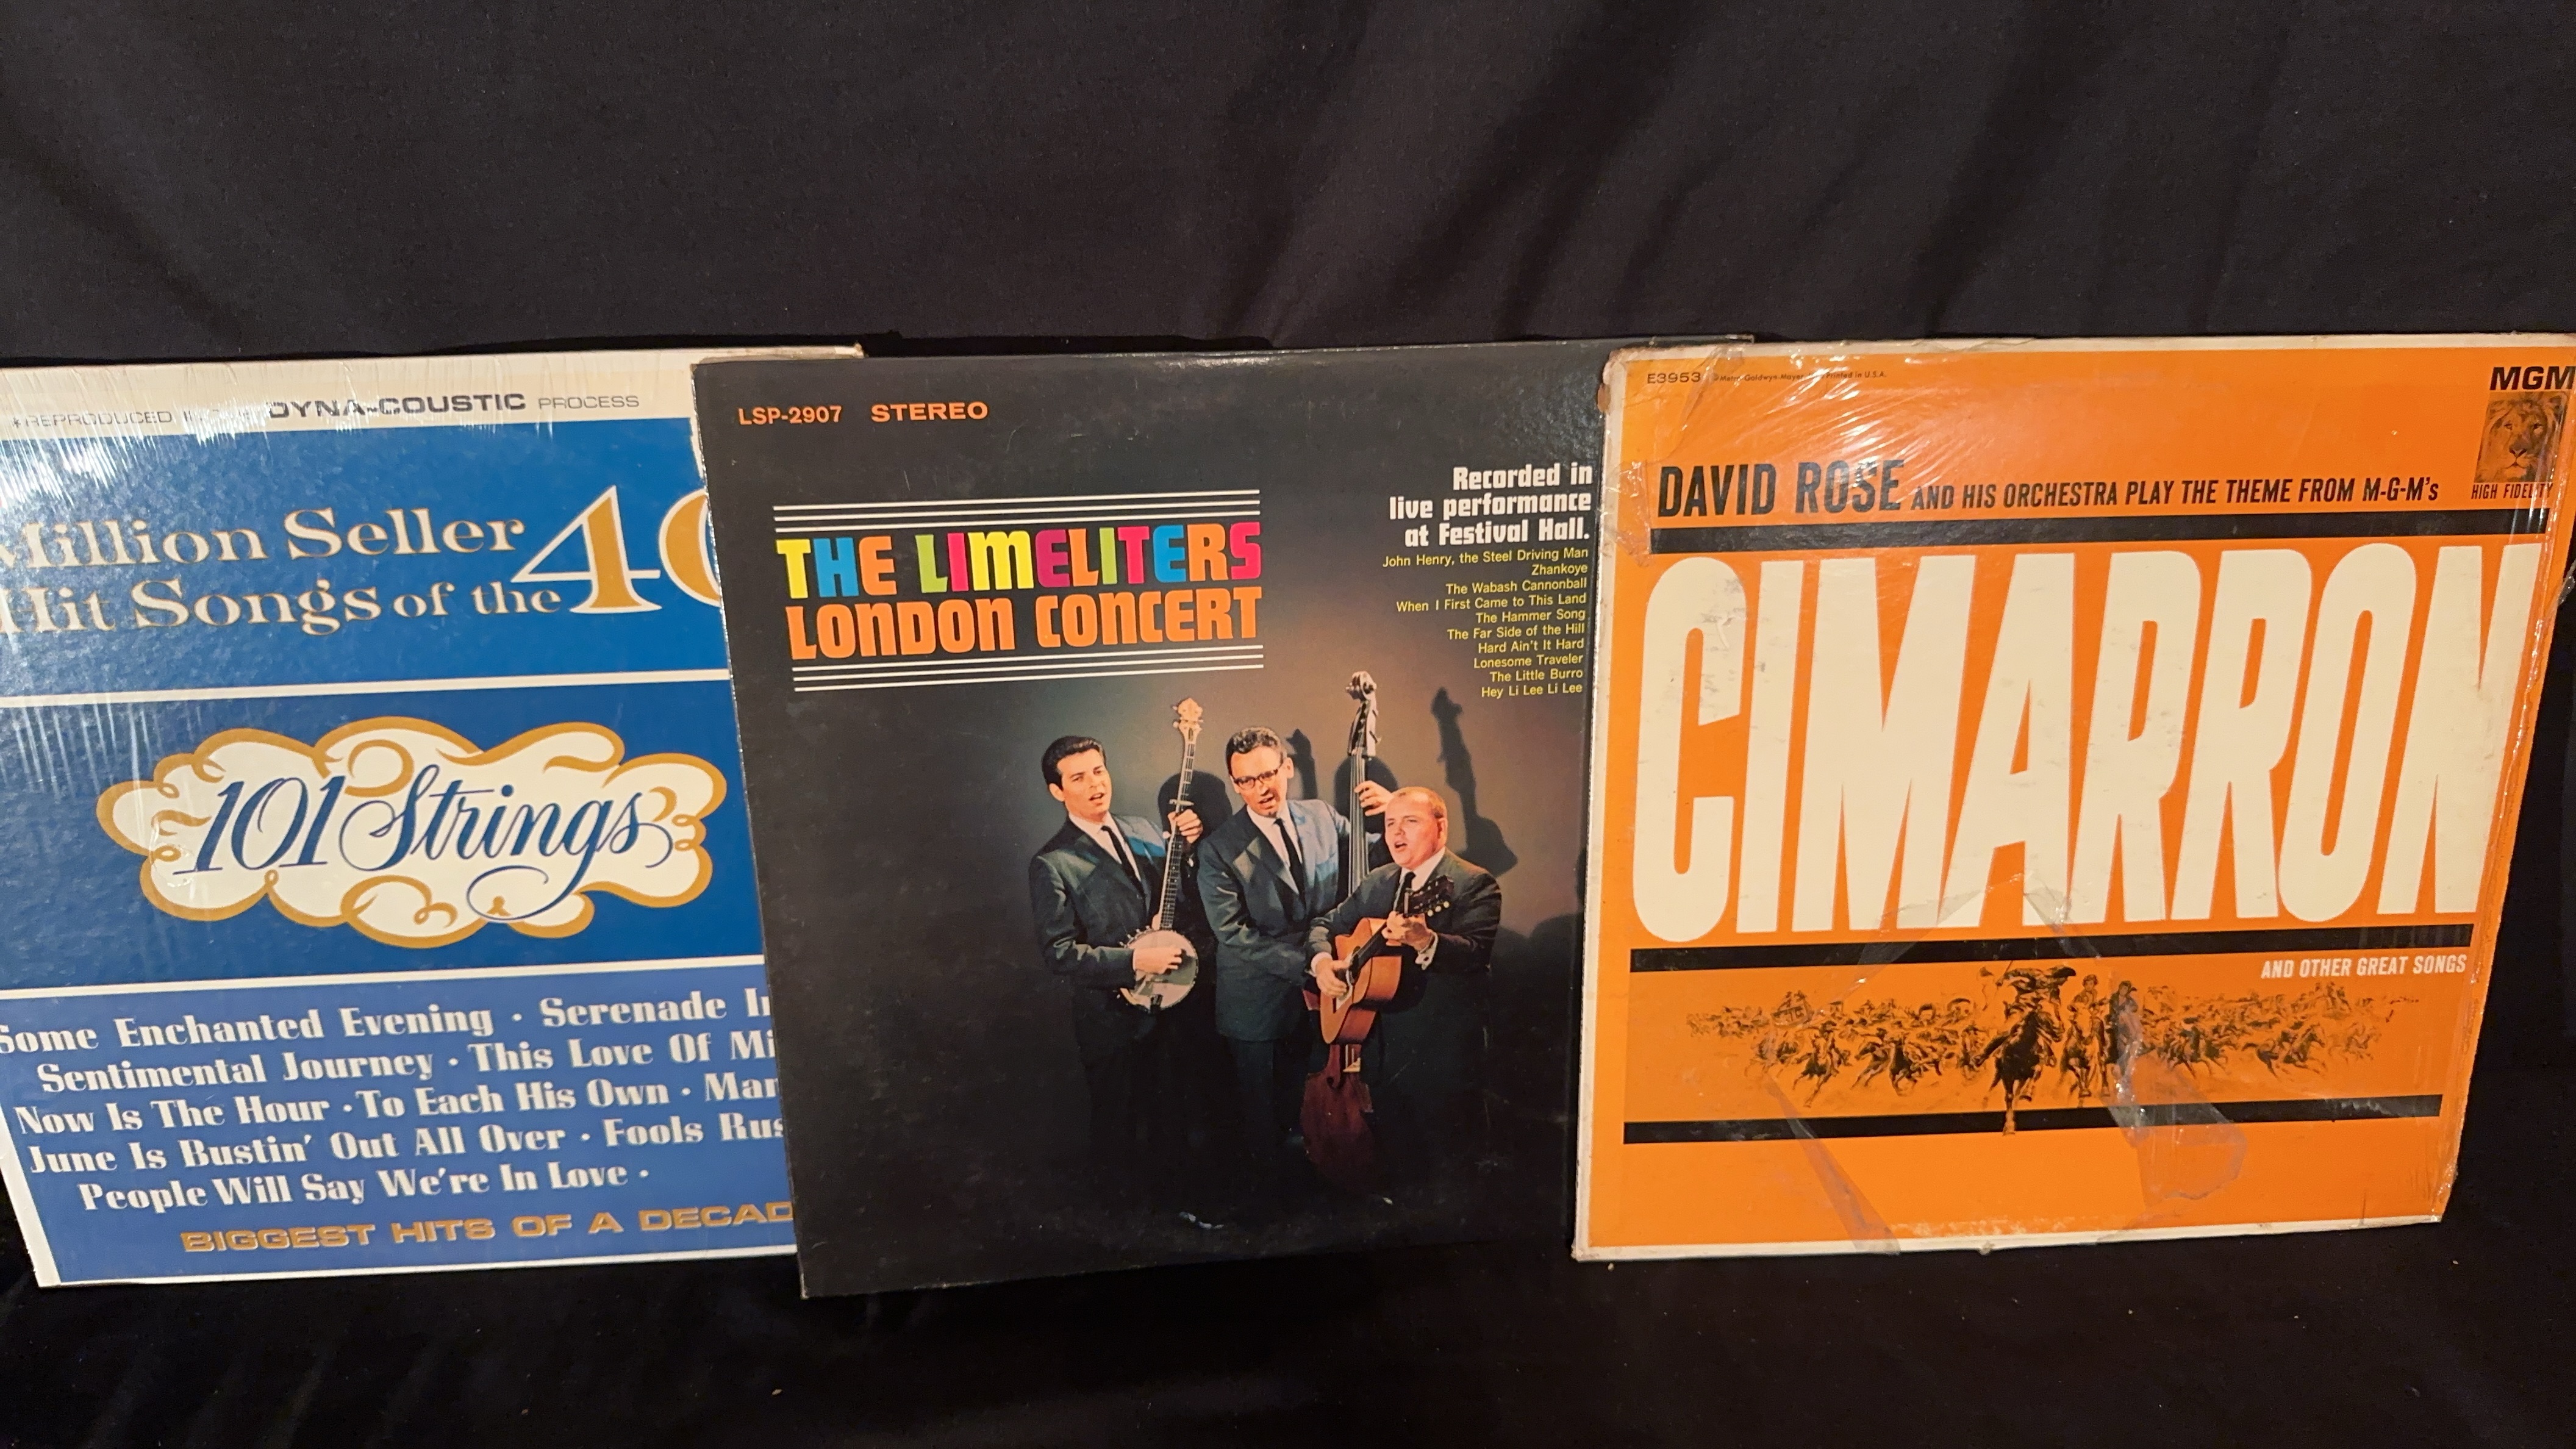 *REPRODUCED DYNA-COUSTIC PROCESS
Million Seller
Hit Songs of the 40
101 Strings
Some Enchanted Evening •  Serenade
Sentimental Journey • This Love Of
Now Is The Hour • To Each His Own •
June Is Bustin' Out All Over • Fools
People Will Say We're In Love •
BIGGEST HITS OF A DECAD
LSP-2907 STEREO
THE LIMELITERS
LONDON CONCERT
Recorded in
live performance
at Festival Hall.
John Henry, the Steel Driving Man
Zhankoye
The Wabash Cannonball
When I First Came to This Land
The Hammer Song
The Far Side of the Hill
Hard Ain't It Hard
Lonesome Traveler
The Little Burro
Hey Li Lee Li Lee
E3953 Metro-Goldwyn-Mayer Printed in U.S.A.
MGM
HIGH FIDELITY
DAVID ROSE AND HIS ORCHESTRA PLAY THE THEME FROM M-G-M's
CIMARRON
AND OTHER GREAT SONGS